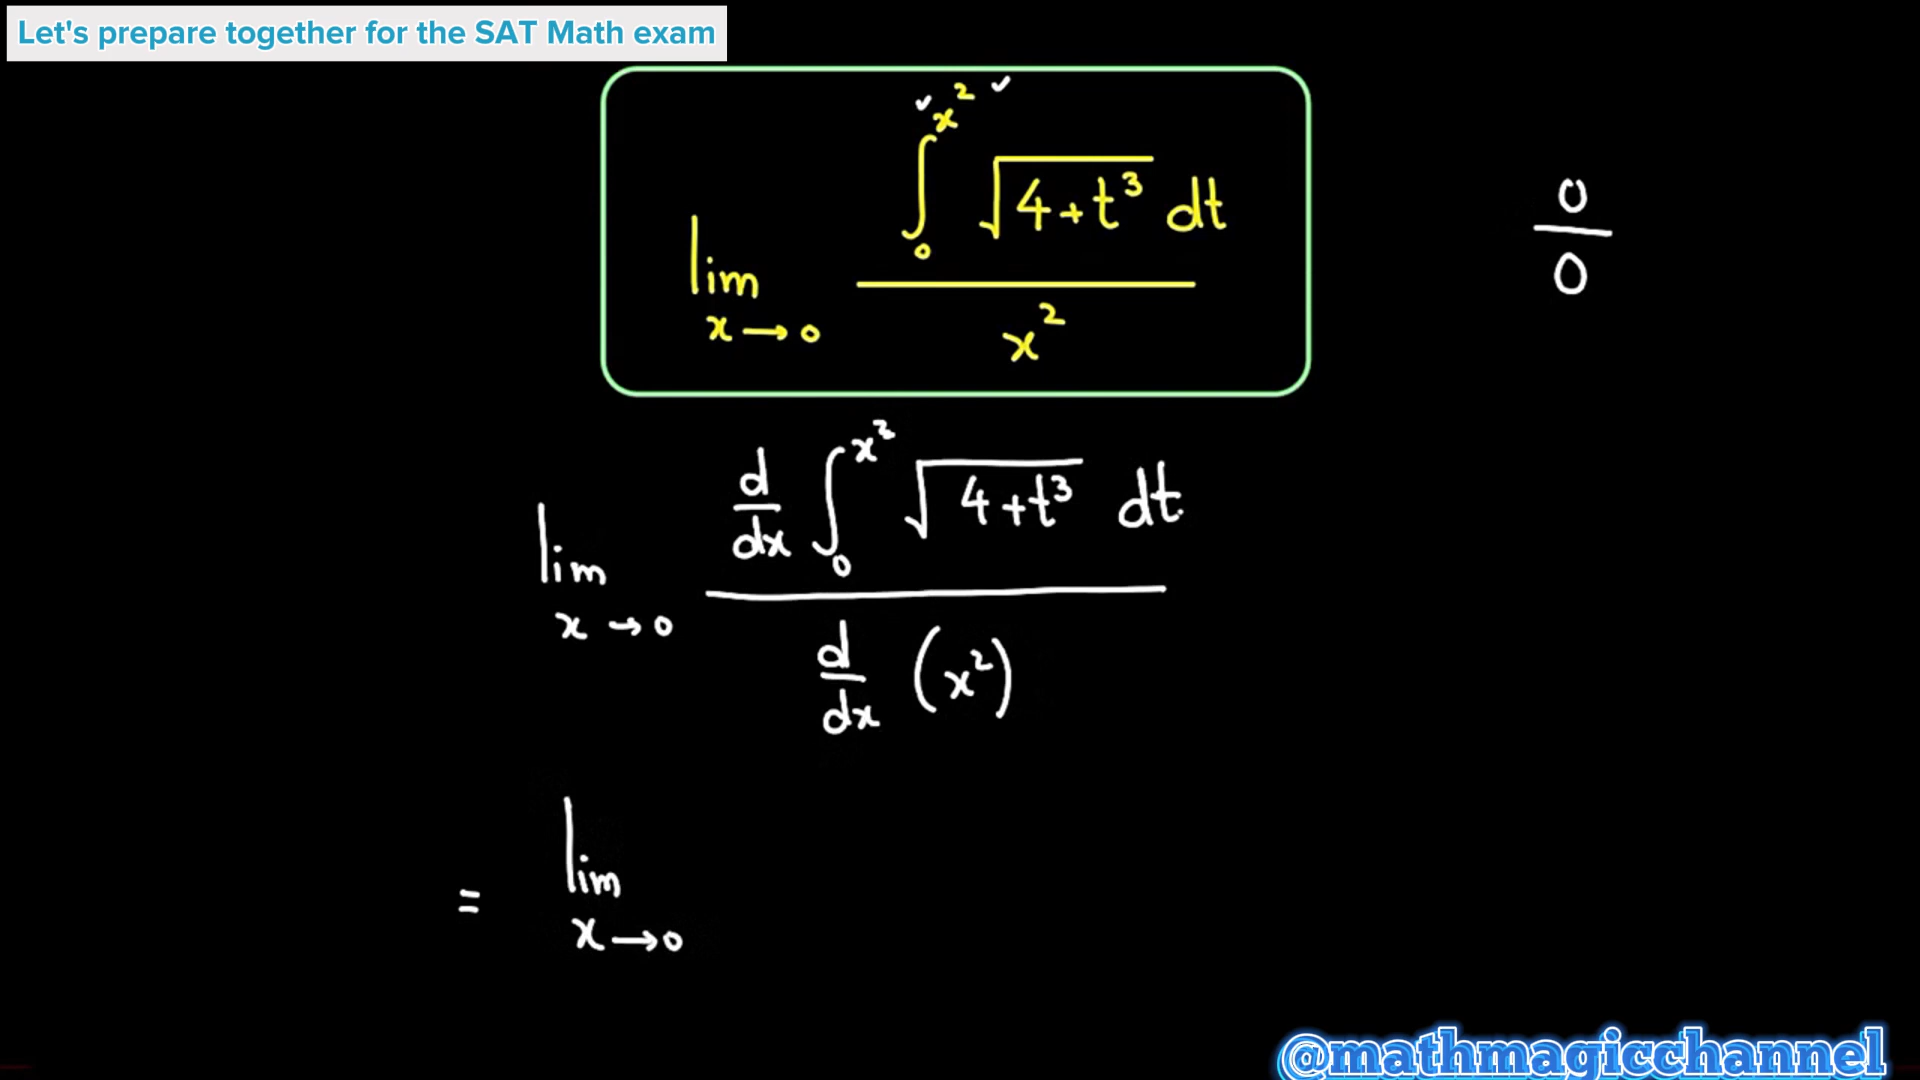 Let's prepare together for the SAT Math exam
lim x→0 ∫₀^x² √(4+t³) dt / x²
0/0
lim x→0 d/dx ∫₀^x² √(4+t³) dt / d/dx (x²)
= lim x→0
@mathmagicchannel